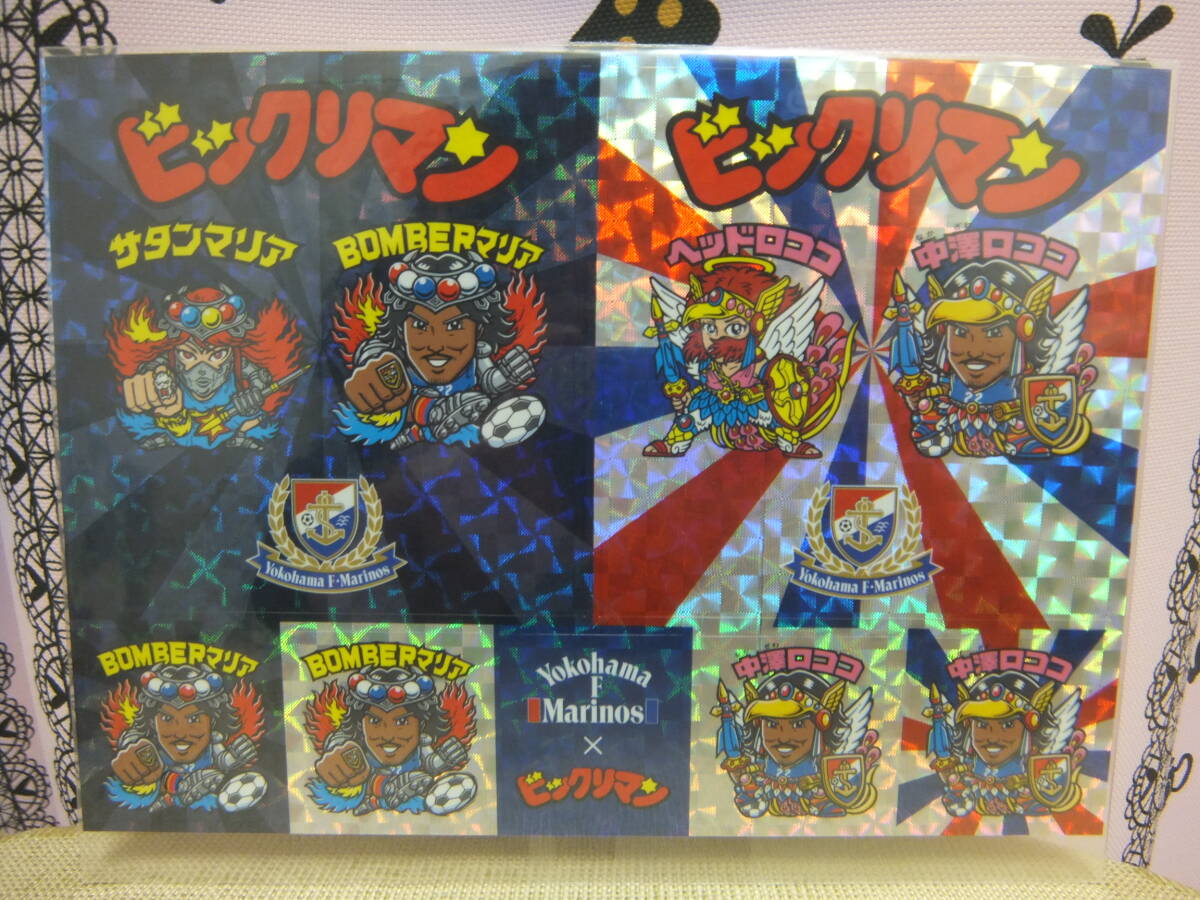 ビックリマン
ビックリマン
サタンマリア
BOMBERマリア
ヘッドロココ
中澤ロココ
22
Yokohama F·Marinos
Yokohama F·Marinos
BOMBERマリア
BOMBERマリア
Yokohama
F
Marinos
×
ビックリマン
中澤ロココ
中澤ロココ